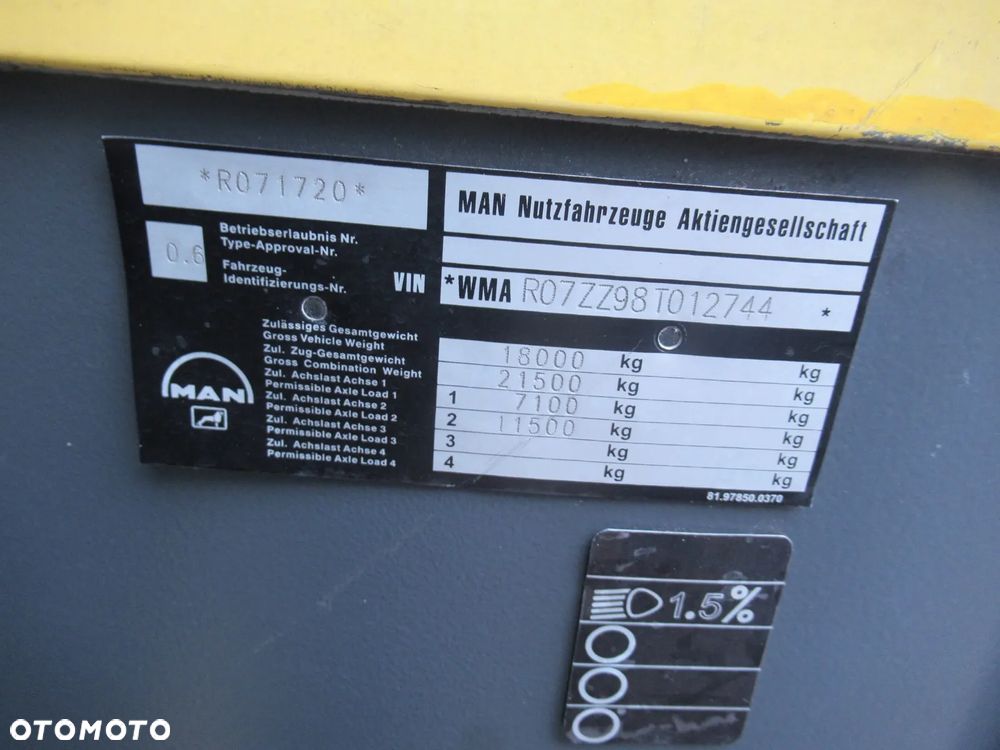 *R071720*
MAN Nutzfahrzeuge Aktiengesellschaft
0.6
Betriebserlaubnis Nr.
Type-Approval-Nr.
Fahrzeug-
Identifizierungs-Nr.
VIN
*WMA R07ZZ98T012744 *
Zulässiges Gesamtgewicht
Gross Vehicle Weight
Zul. Zug-Gesamtgewicht
Gross Combination Weight
Zul. Achslast Achse 1
Permissible Axle Load 1
Zul. Achslast Achse 2
Permissible Axle Load 2
Zul. Achslast Achse 3
Permissible Axle Load 3
Zul. Achslast Achse 4
Permissible Axle Load 4
MAN
18000 kg kg
21500 kg kg
1 7100 kg kg
2 11500 kg kg
3 kg kg
4 kg kg
81.97850.0370
1.5%
OTOMOTO